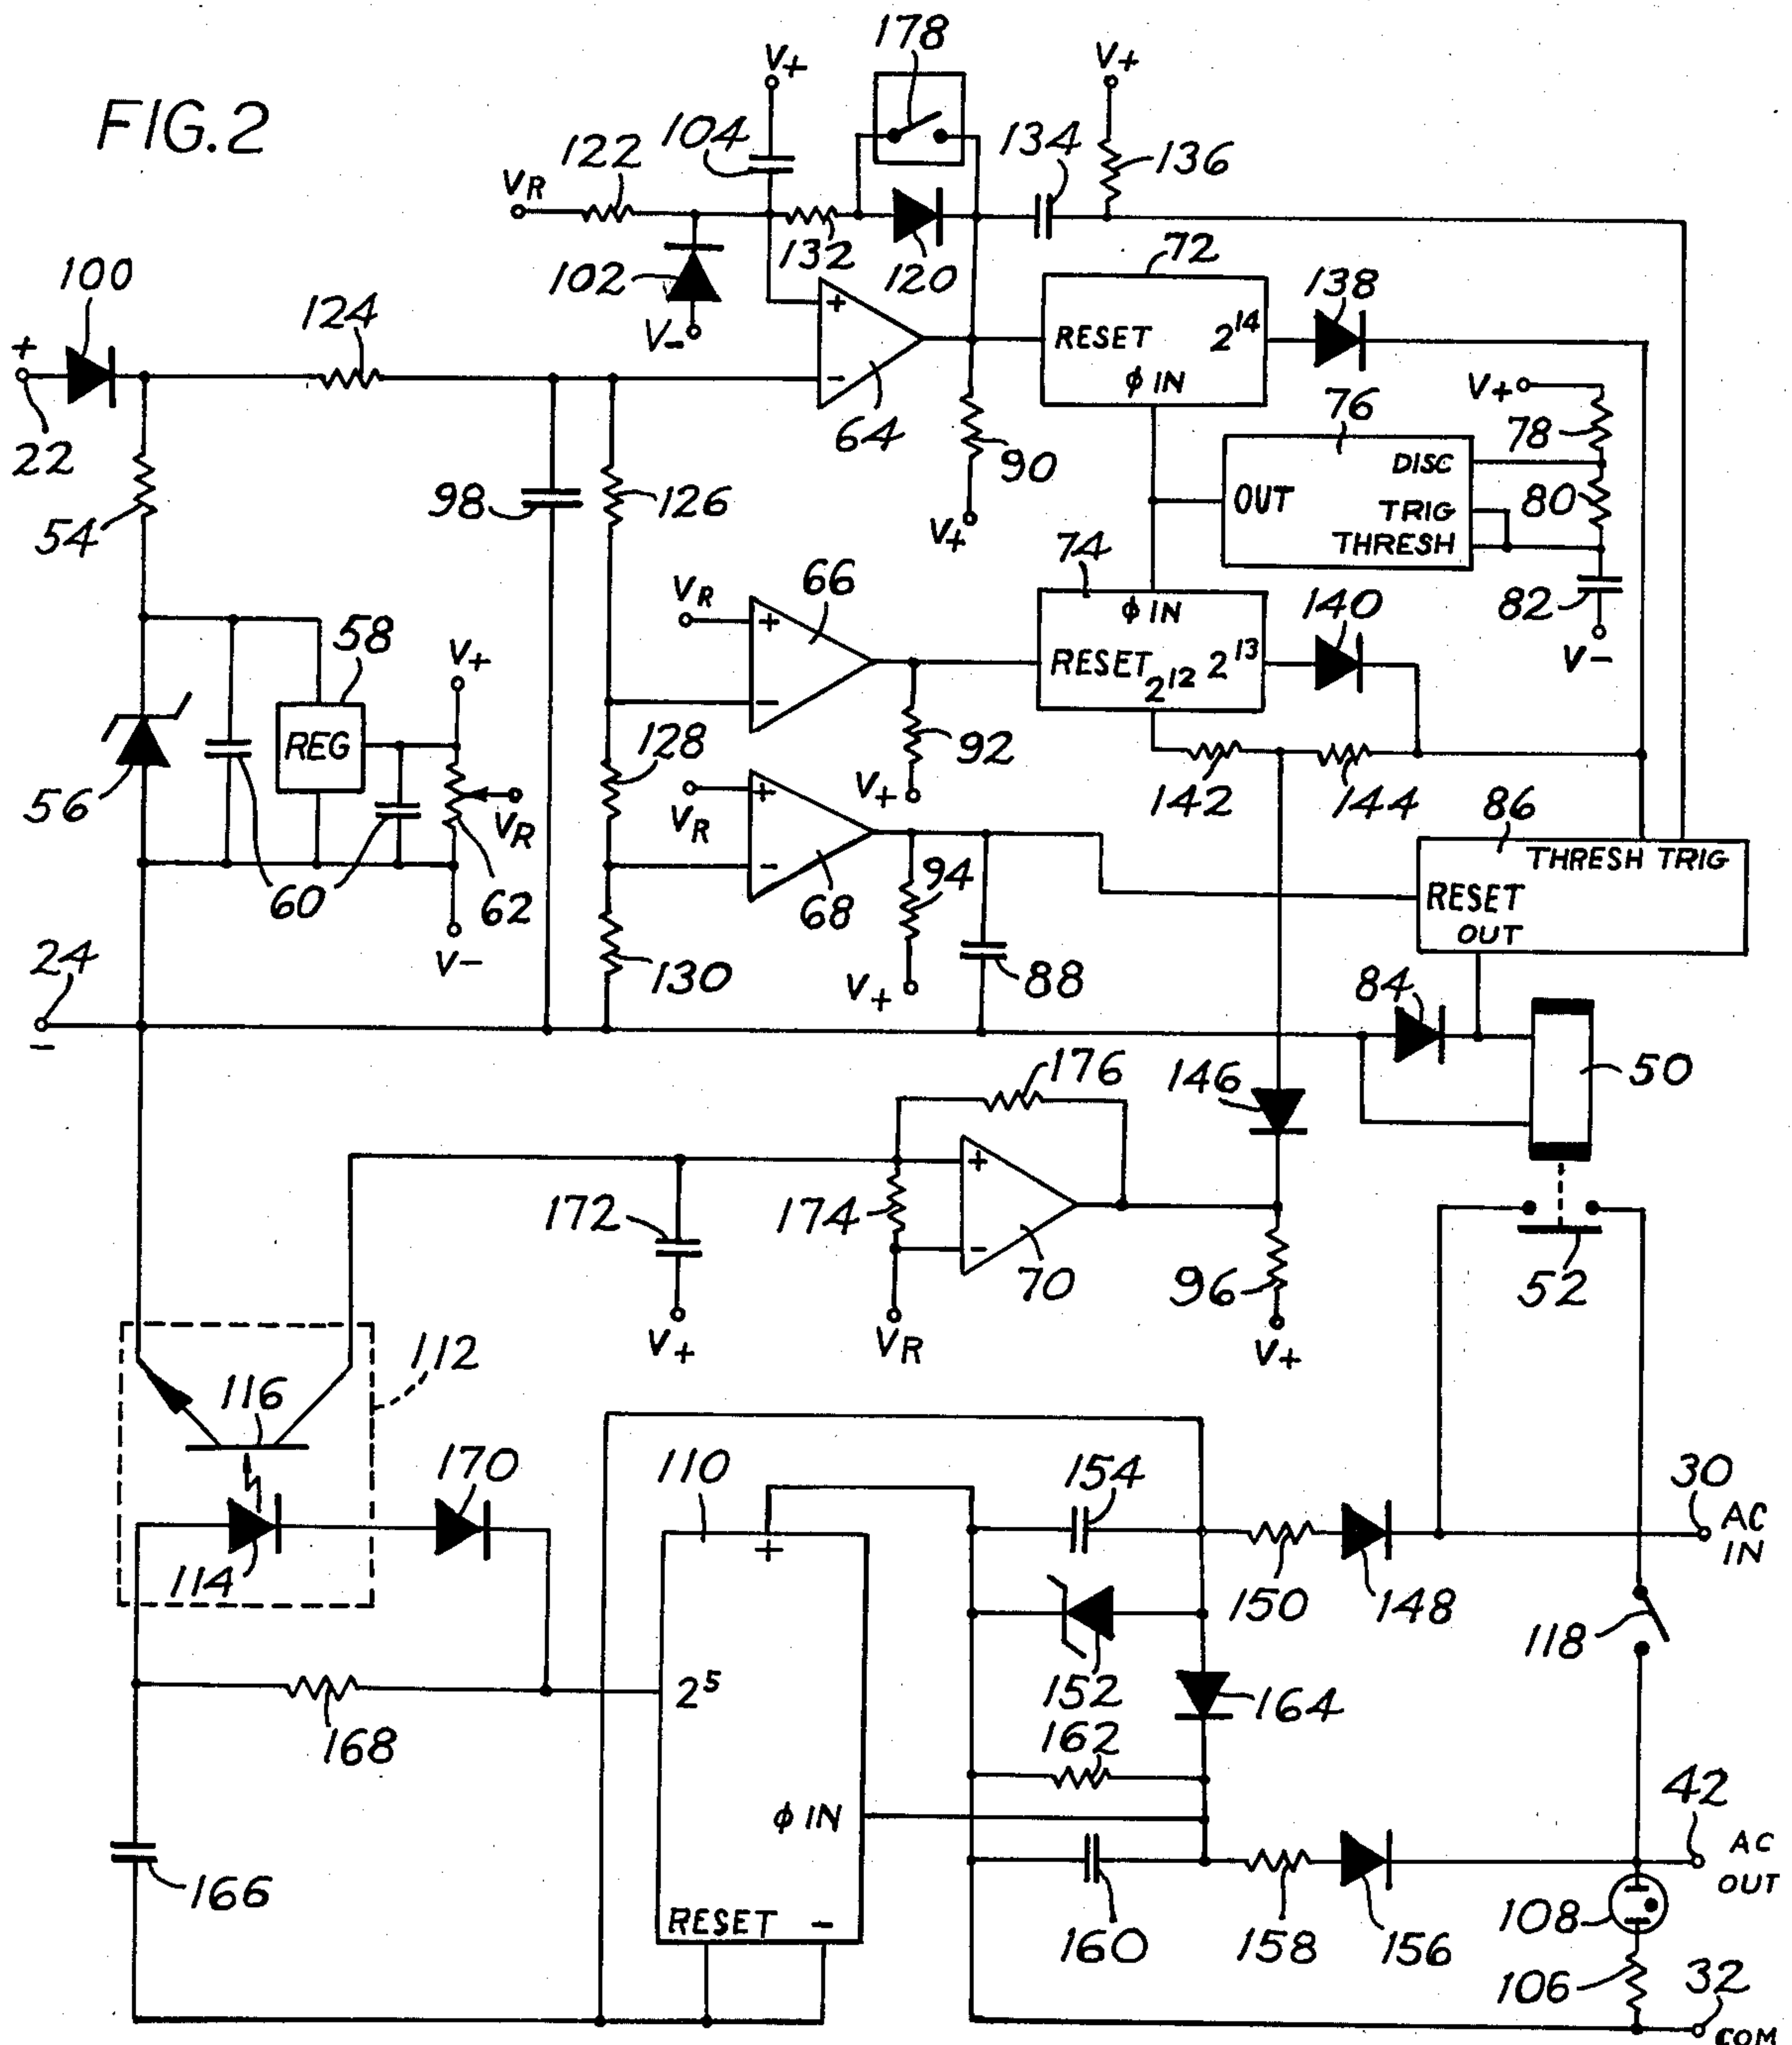 FIG.2
178
V+
V+
104
134
136
122
VR
132
120
102
V-
72
138
100
124
+
+
-
RESET
2^14
φ IN
64
22
V+
76
78
DISC
OUT
TRIG
THRESH
80
90
54
98
126
V+
74
82
V-
66
VR
+
-
φ IN
RESET
2^12
2^13
140
58
V+
REG
56
VR
128
92
V+
142
144
86
VR
+
-
THRESH TRIG
RESET
OUT
60
62
68
94
V-
24
-
130
V+
88
84
50
176
146
172
174
+
-
70
96
52
V+
VR
V+
112
116
170
110
154
30
AC
IN
+
114
150
148
118
2^5
152
164
168
162
42
φ IN
AC
OUT
166
108
RESET
-
160
158
156
106
32
COM